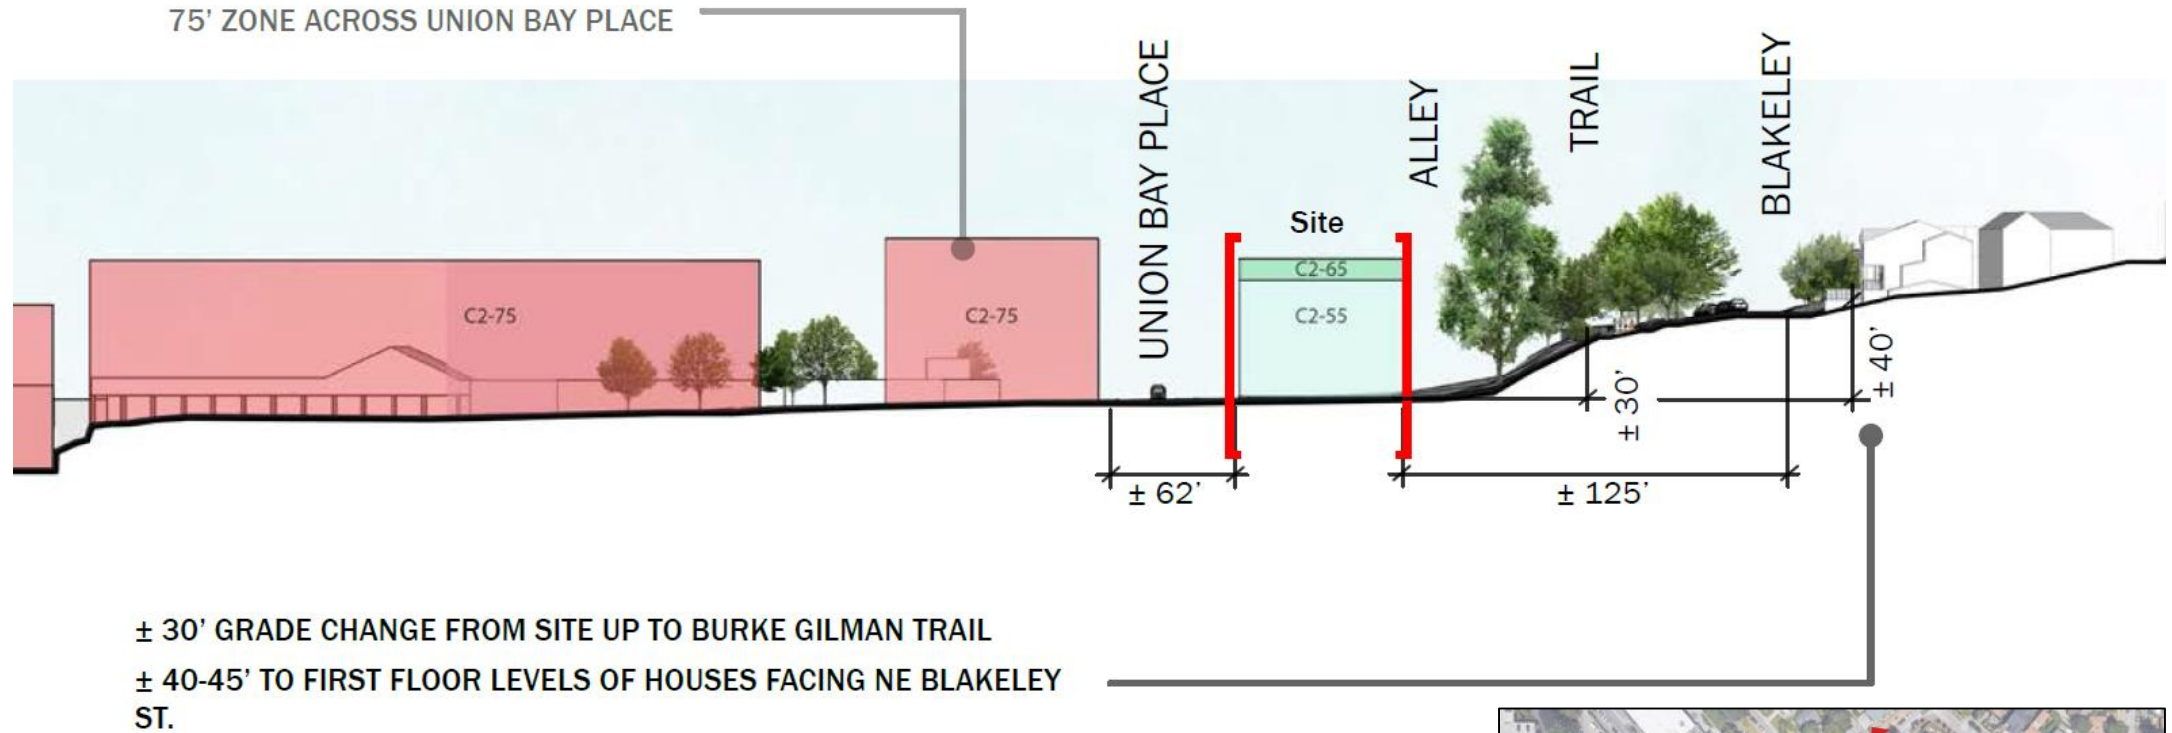 75’ ZONE ACROSS UNION BAY PLACE
UNION BAY PLACE
ALLEY
TRAIL
BLAKELEY
Site
C2-65
C2-75
C2-75
C2-55
± 30’
± 40’
± 62’
± 125’
± 30’ GRADE CHANGE FROM SITE UP TO BURKE GILMAN TRAIL
± 40-45’ TO FIRST FLOOR LEVELS OF HOUSES FACING NE BLAKELEY
ST.